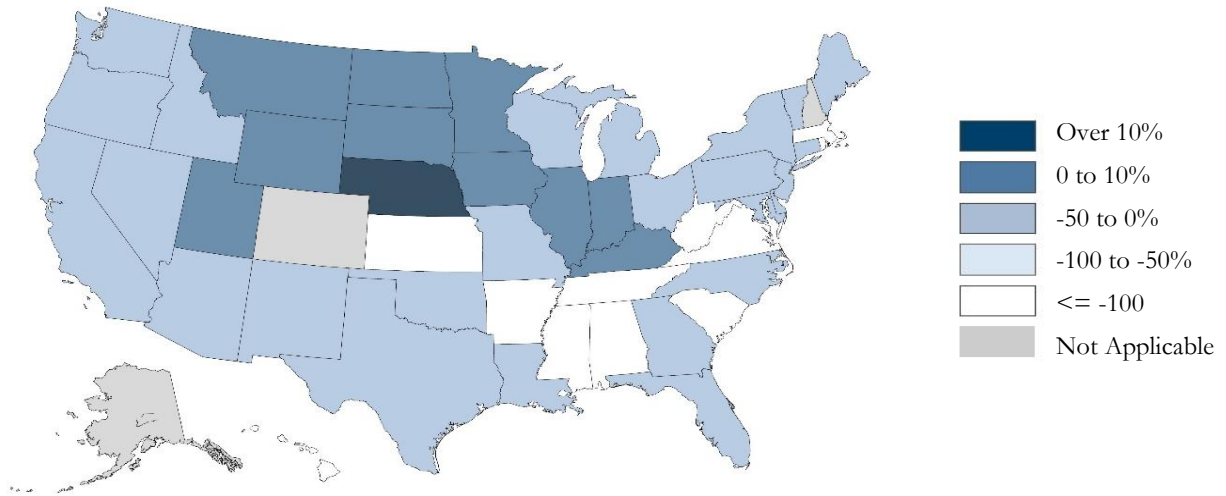 Over 10%
0 to 10%
-50 to 0%
-100 to -50%
<= -100
Not Applicable